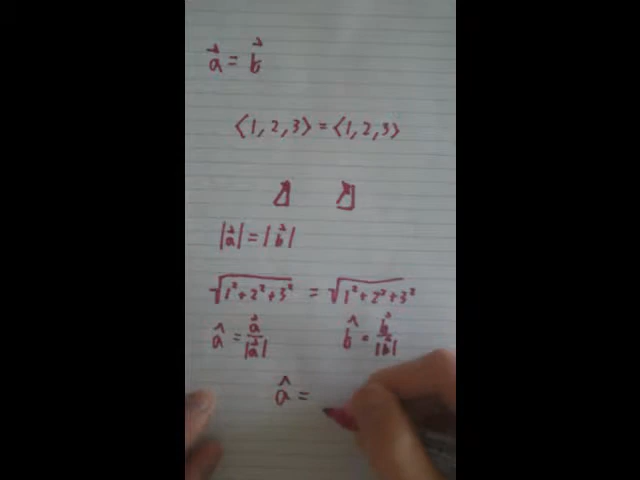 a⃗ = b⃗
⟨1, 2, 3⟩ = ⟨1, 2, 3⟩
|a⃗| = |b⃗|
√(1² + 2² + 3²) = √(1² + 2² + 3²)
â = a⃗/|a⃗| b̂ = b⃗/|b⃗|
â =